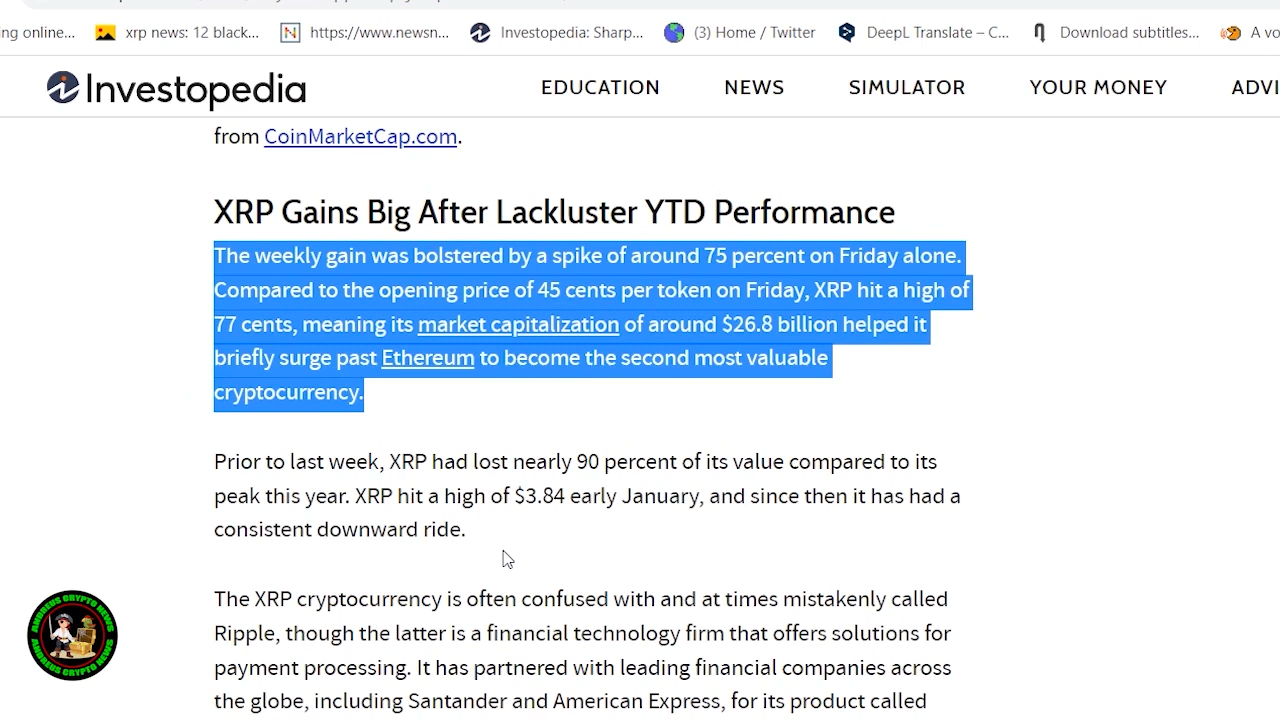 ing online...
xrp news: 12 black...
https://www.newsn...
Investopedia: Sharp...
(3) Home / Twitter
DeepL Translate – C...
Download subtitles...
A vo
Investopedia
EDUCATION
NEWS
SIMULATOR
YOUR MONEY
ADVI
from CoinMarketCap.com.
XRP Gains Big After Lackluster YTD Performance
The weekly gain was bolstered by a spike of around 75 percent on Friday alone.
Compared to the opening price of 45 cents per token on Friday, XRP hit a high of
77 cents, meaning its market capitalization of around $26.8 billion helped it
briefly surge past Ethereum to become the second most valuable
cryptocurrency.
Prior to last week, XRP had lost nearly 90 percent of its value compared to its
peak this year. XRP hit a high of $3.84 early January, and since then it has had a
consistent downward ride.
The XRP cryptocurrency is often confused with and at times mistakenly called
Ripple, though the latter is a financial technology firm that offers solutions for
payment processing. It has partnered with leading financial companies across
the globe, including Santander and American Express, for its product called
ANDREUS CRYPTO NEWS
ANDREUS CRYPTO NEWS